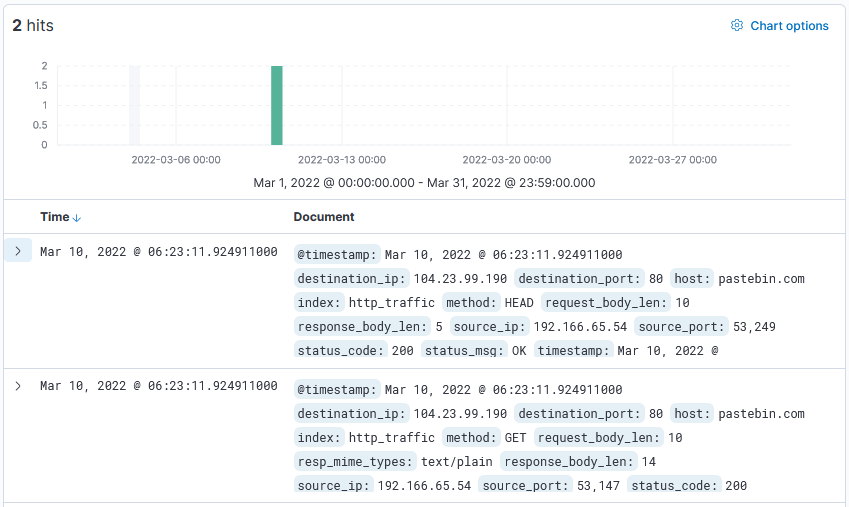 2 hits
Chart options
2
1.5
1
0.5
0
2022-03-06 00:00 2022-03-13 00:00 2022-03-20 00:00 2022-03-27 00:00
Mar 1, 2022 @ 00:00:00.000 - Mar 31, 2022 @ 23:59:00.000
Time Document
Mar 10, 2022 @ 06:23:11.924911000
@timestamp: Mar 10, 2022 @ 06:23:11.924911000
destination_ip: 104.23.99.190 destination_port: 80 host: pastebin.com
index: http_traffic method: HEAD request_body_len: 10
response_body_len: 5 source_ip: 192.166.65.54 source_port: 53,249
status_code: 200 status_msg: OK timestamp: Mar 10, 2022 @
Mar 10, 2022 @ 06:23:11.924911000
@timestamp: Mar 10, 2022 @ 06:23:11.924911000
destination_ip: 104.23.99.190 destination_port: 80 host: pastebin.com
index: http_traffic method: GET request_body_len: 10
resp_mime_types: text/plain response_body_len: 14
source_ip: 192.166.65.54 source_port: 53,147 status_code: 200